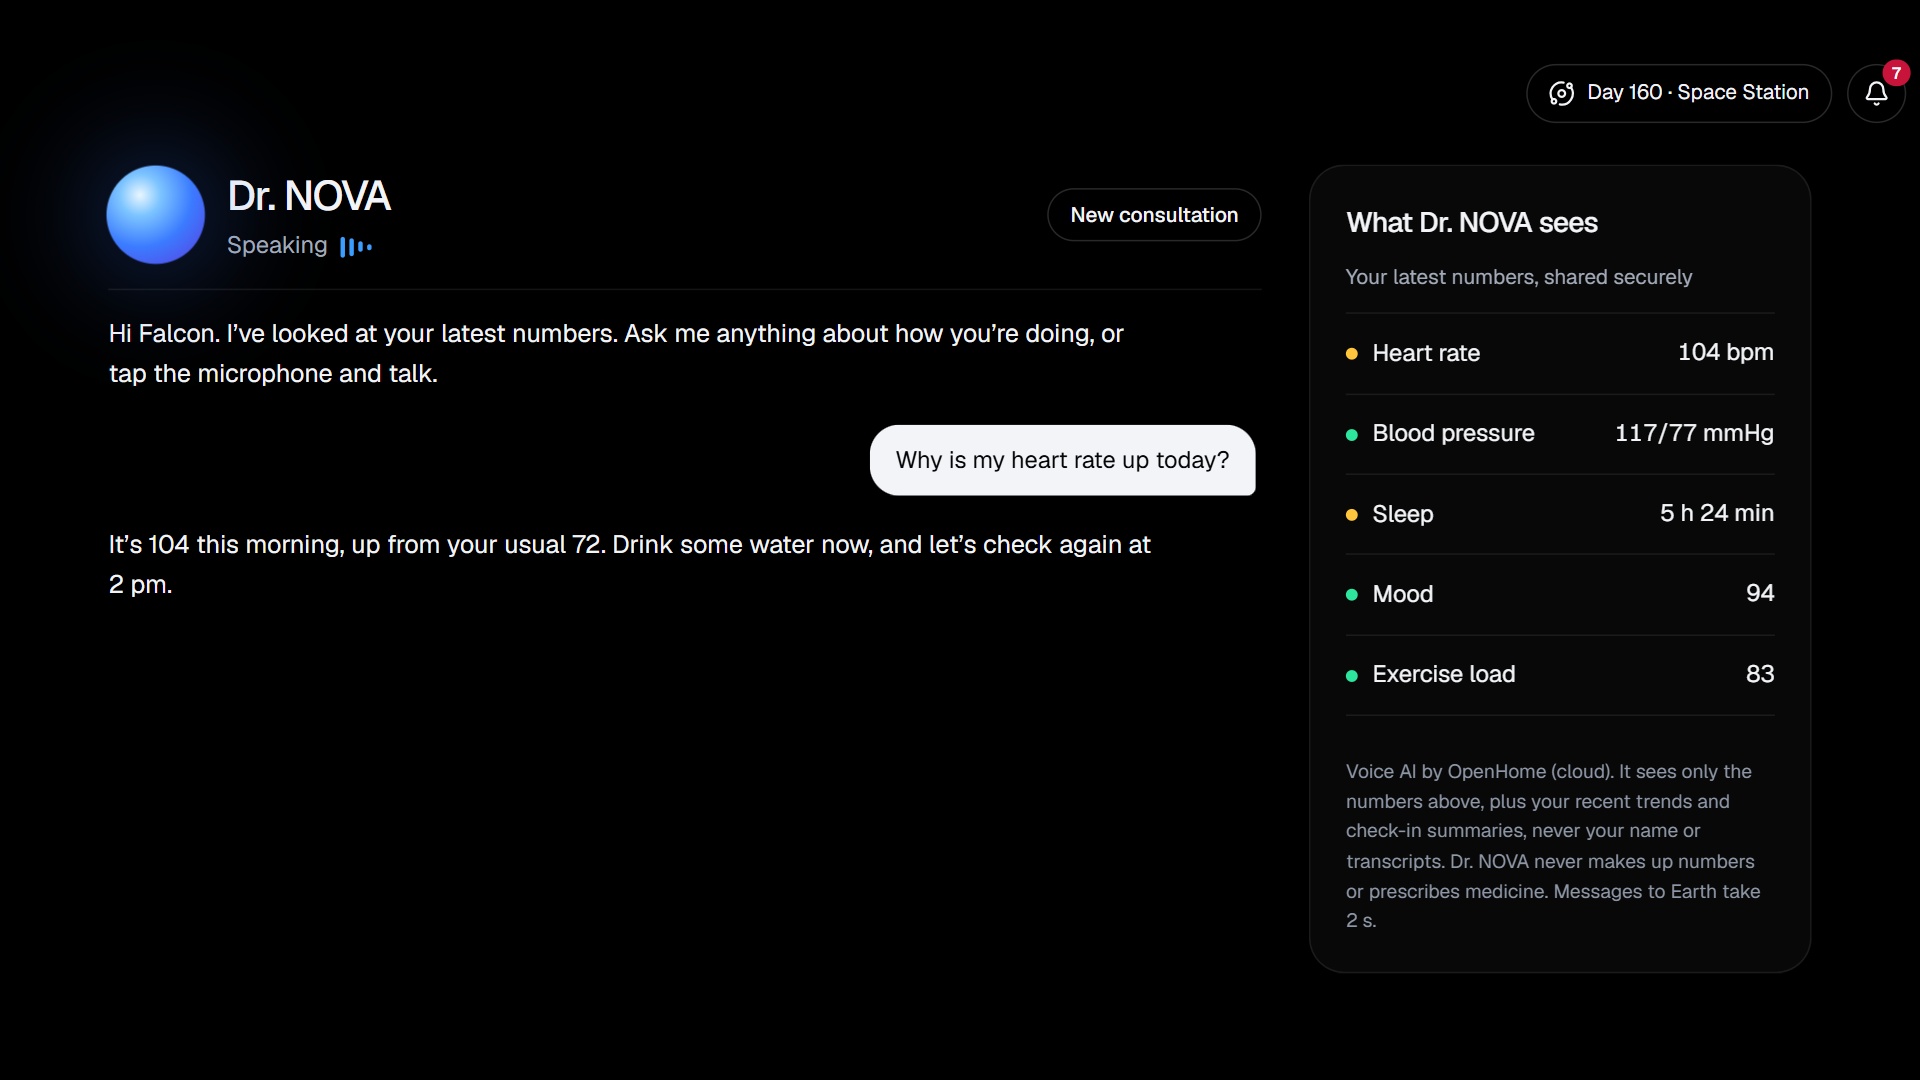 Day 160 · Space Station
7
Dr. NOVA
Speaking
New consultation
Hi Falcon. I’ve looked at your latest numbers. Ask me anything about how you’re doing, or
tap the microphone and talk.
Why is my heart rate up today?
It’s 104 this morning, up from your usual 72. Drink some water now, and let’s check again at
2 pm.
What Dr. NOVA sees
Your latest numbers, shared securely
Heart rate 104 bpm
Blood pressure 117/77 mmHg
Sleep 5 h 24 min
Mood 94
Exercise load 83
Voice AI by OpenHome (cloud). It sees only the
numbers above, plus your recent trends and
check-in summaries, never your name or
transcripts. Dr. NOVA never makes up numbers
or prescribes medicine. Messages to Earth take
2 s.